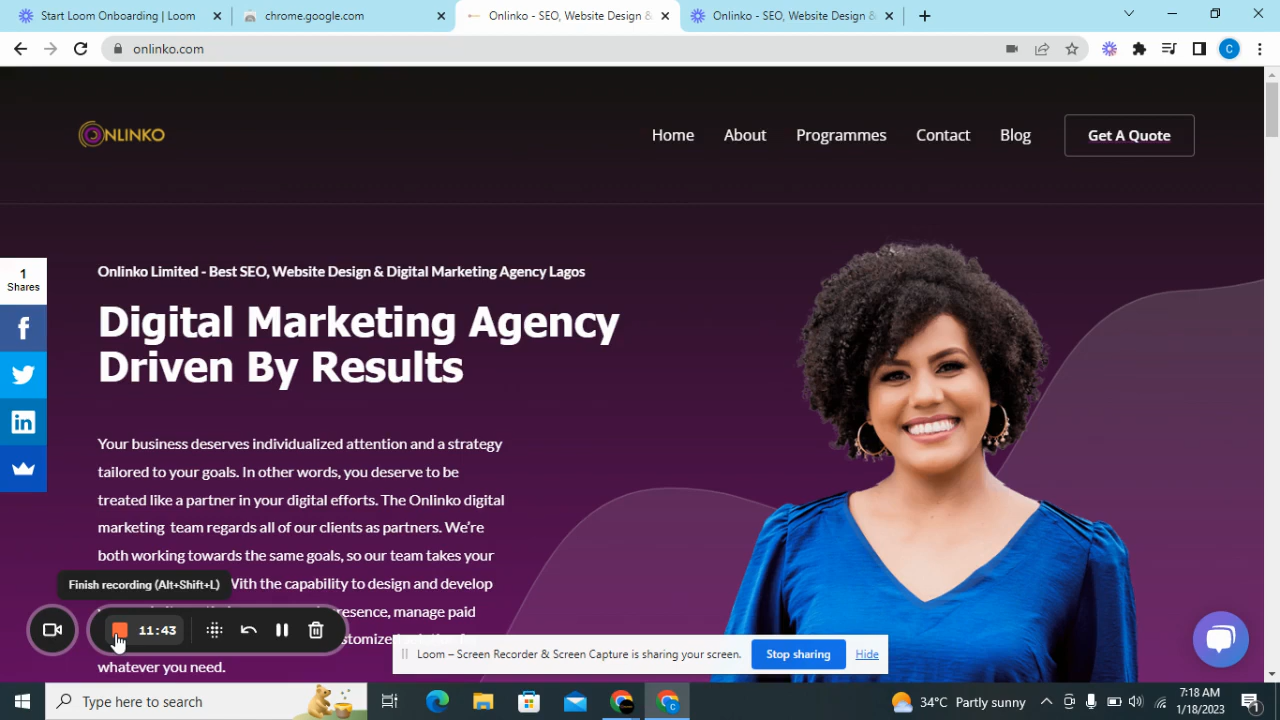 Start Loom Onboarding | Loom
chrome.google.com
Onlinko - SEO, Website Design &
Onlinko - SEO, Website Design &
onlinko.com
C
ONLINKO
Home
About
Programmes
Contact
Blog
Get A Quote
1
Shares
Onlinko Limited - Best SEO, Website Design & Digital Marketing Agency Lagos
Digital Marketing Agency
Driven By Results
Your business deserves individualized attention and a strategy
tailored to your goals. In other words, you deserve to be
treated like a partner in your digital efforts. The Onlinko digital
marketing team regards all of our clients as partners. We're
both working towards the same goals, so our team takes your
With the capability to design and develop
manage paid
whatever you need.
Finish recording (Alt+Shift+L)
11:43
Loom – Screen Recorder & Screen Capture is sharing your screen.
Stop sharing
Hide
Type here to search
34°C Partly sunny
7:18 AM
1/18/2023
1